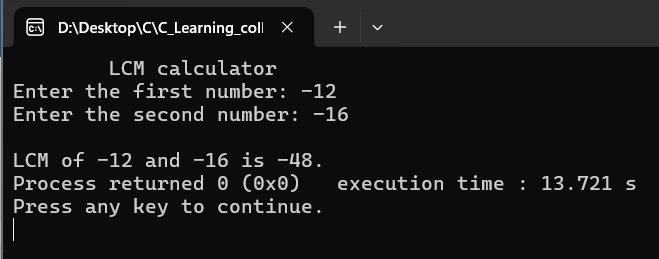 D:\Desktop\C\C_Learning_coll
LCM calculator
Enter the first number: -12
Enter the second number: -16
LCM of -12 and -16 is -48.
Process returned 0 (0x0)   execution time : 13.721 s
Press any key to continue.